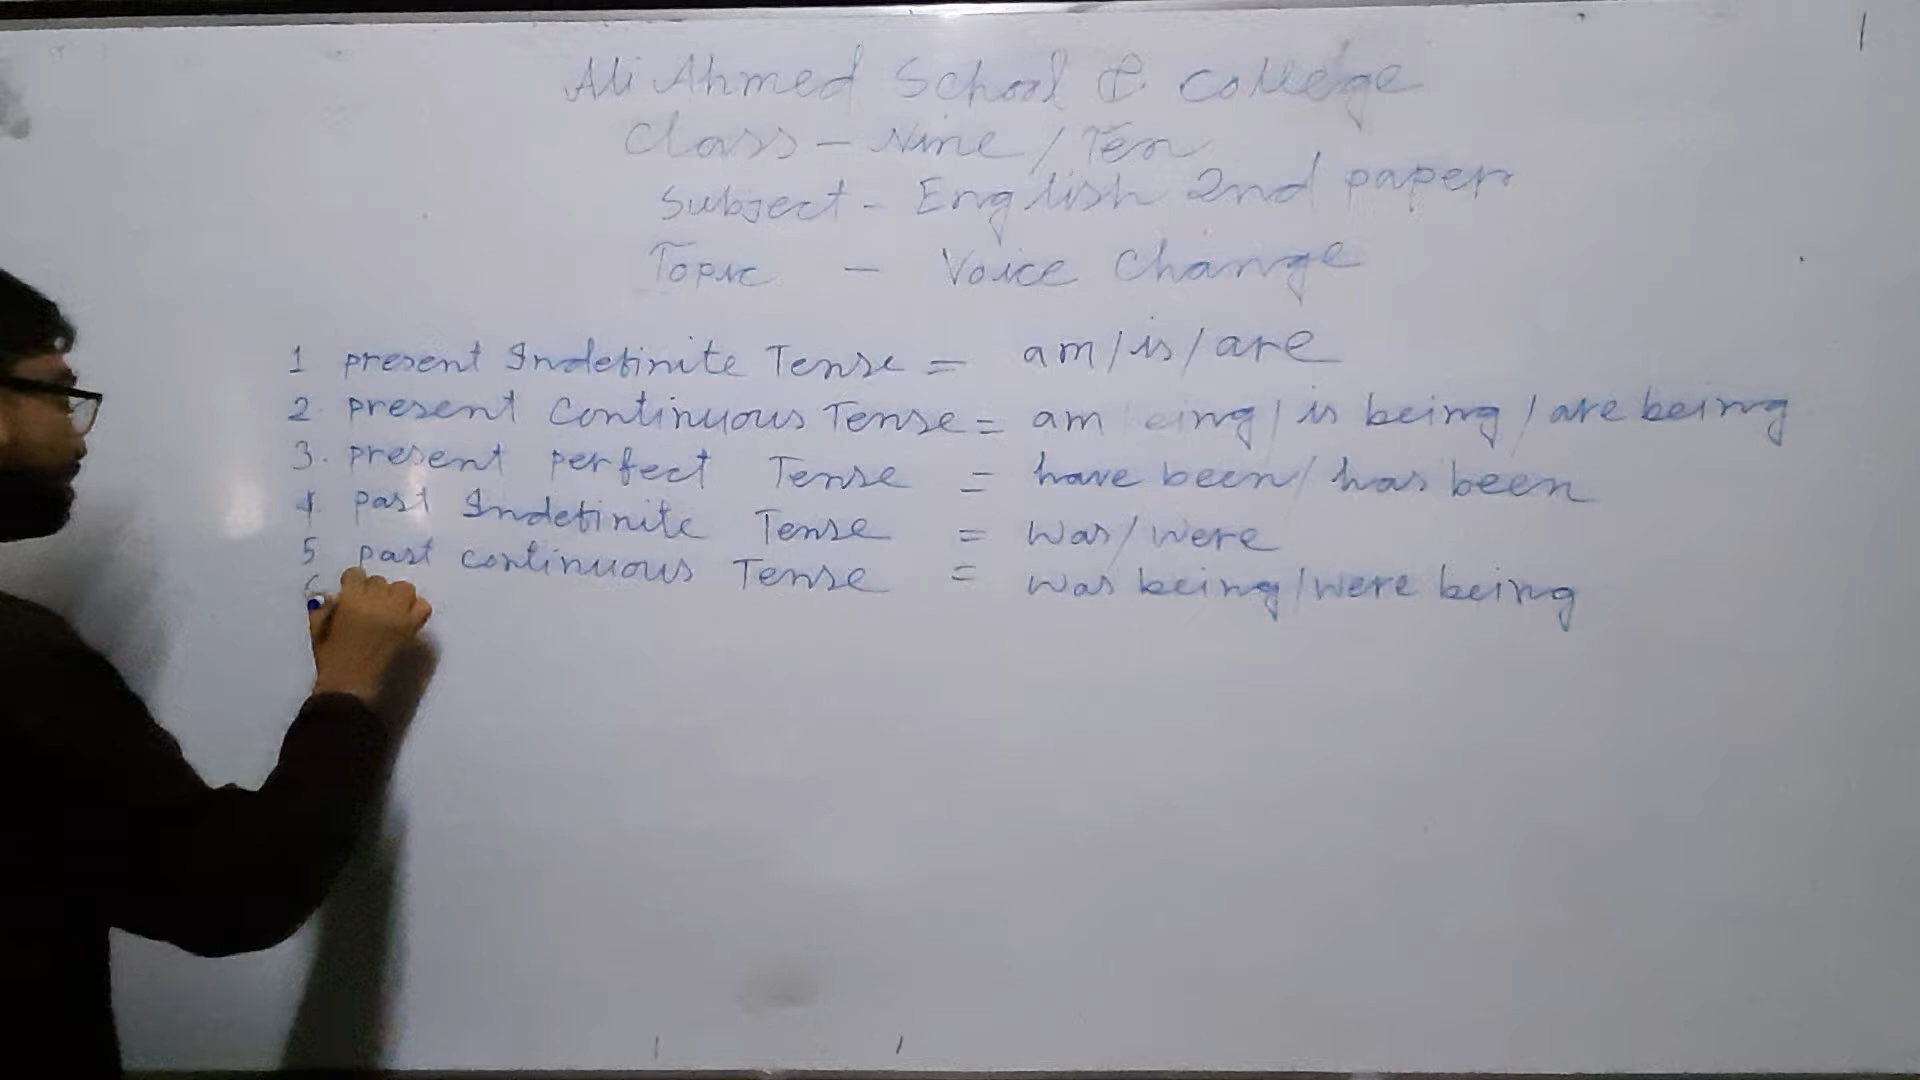 Ali Ahmed School & College
Class - Nine / Ten
Subject - English 2nd paper
Topic - Voice Change
1 present Indefinite Tense = am/is/are
2. present continuous Tense = am eing/is being/are being
3. present perfect Tense = have been/has been
4. past Indefinite Tense = was/were
5 past continuous Tense = was being/were being
6